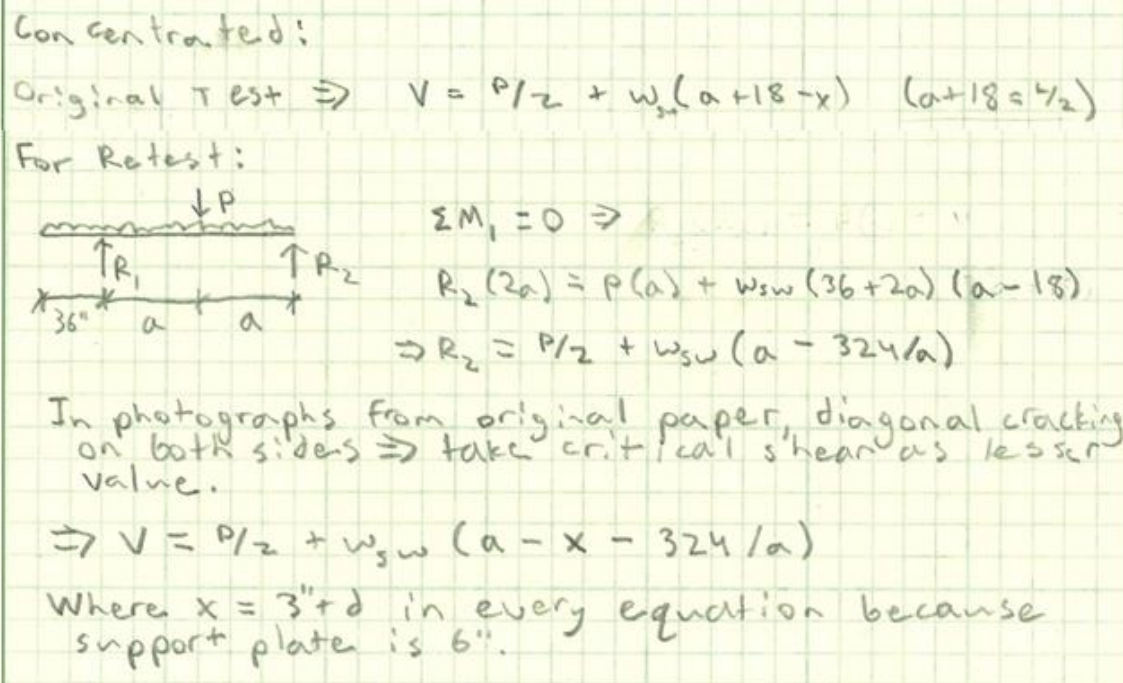 Concentrated:
Original Test ⇒ V = P/2 + w_sw(a+18-x) (a+18 = L/2)
For Retest:
↓P
ΣM₁ = 0 ⇒
↑R₁ ↑R₂
R₂(2a) = P(a) + w_sw(36+2a)(a-18)
36" a a
⇒ R₂ = P/2 + w_sw(a - 324/a)
In photographs from original paper, diagonal cracking
on both sides ⇒ take critical shear as lesser
value.
⇒ V = P/2 + w_sw(a - x - 324/a)
Where x = 3"+d in every equation because
support plate is 6".